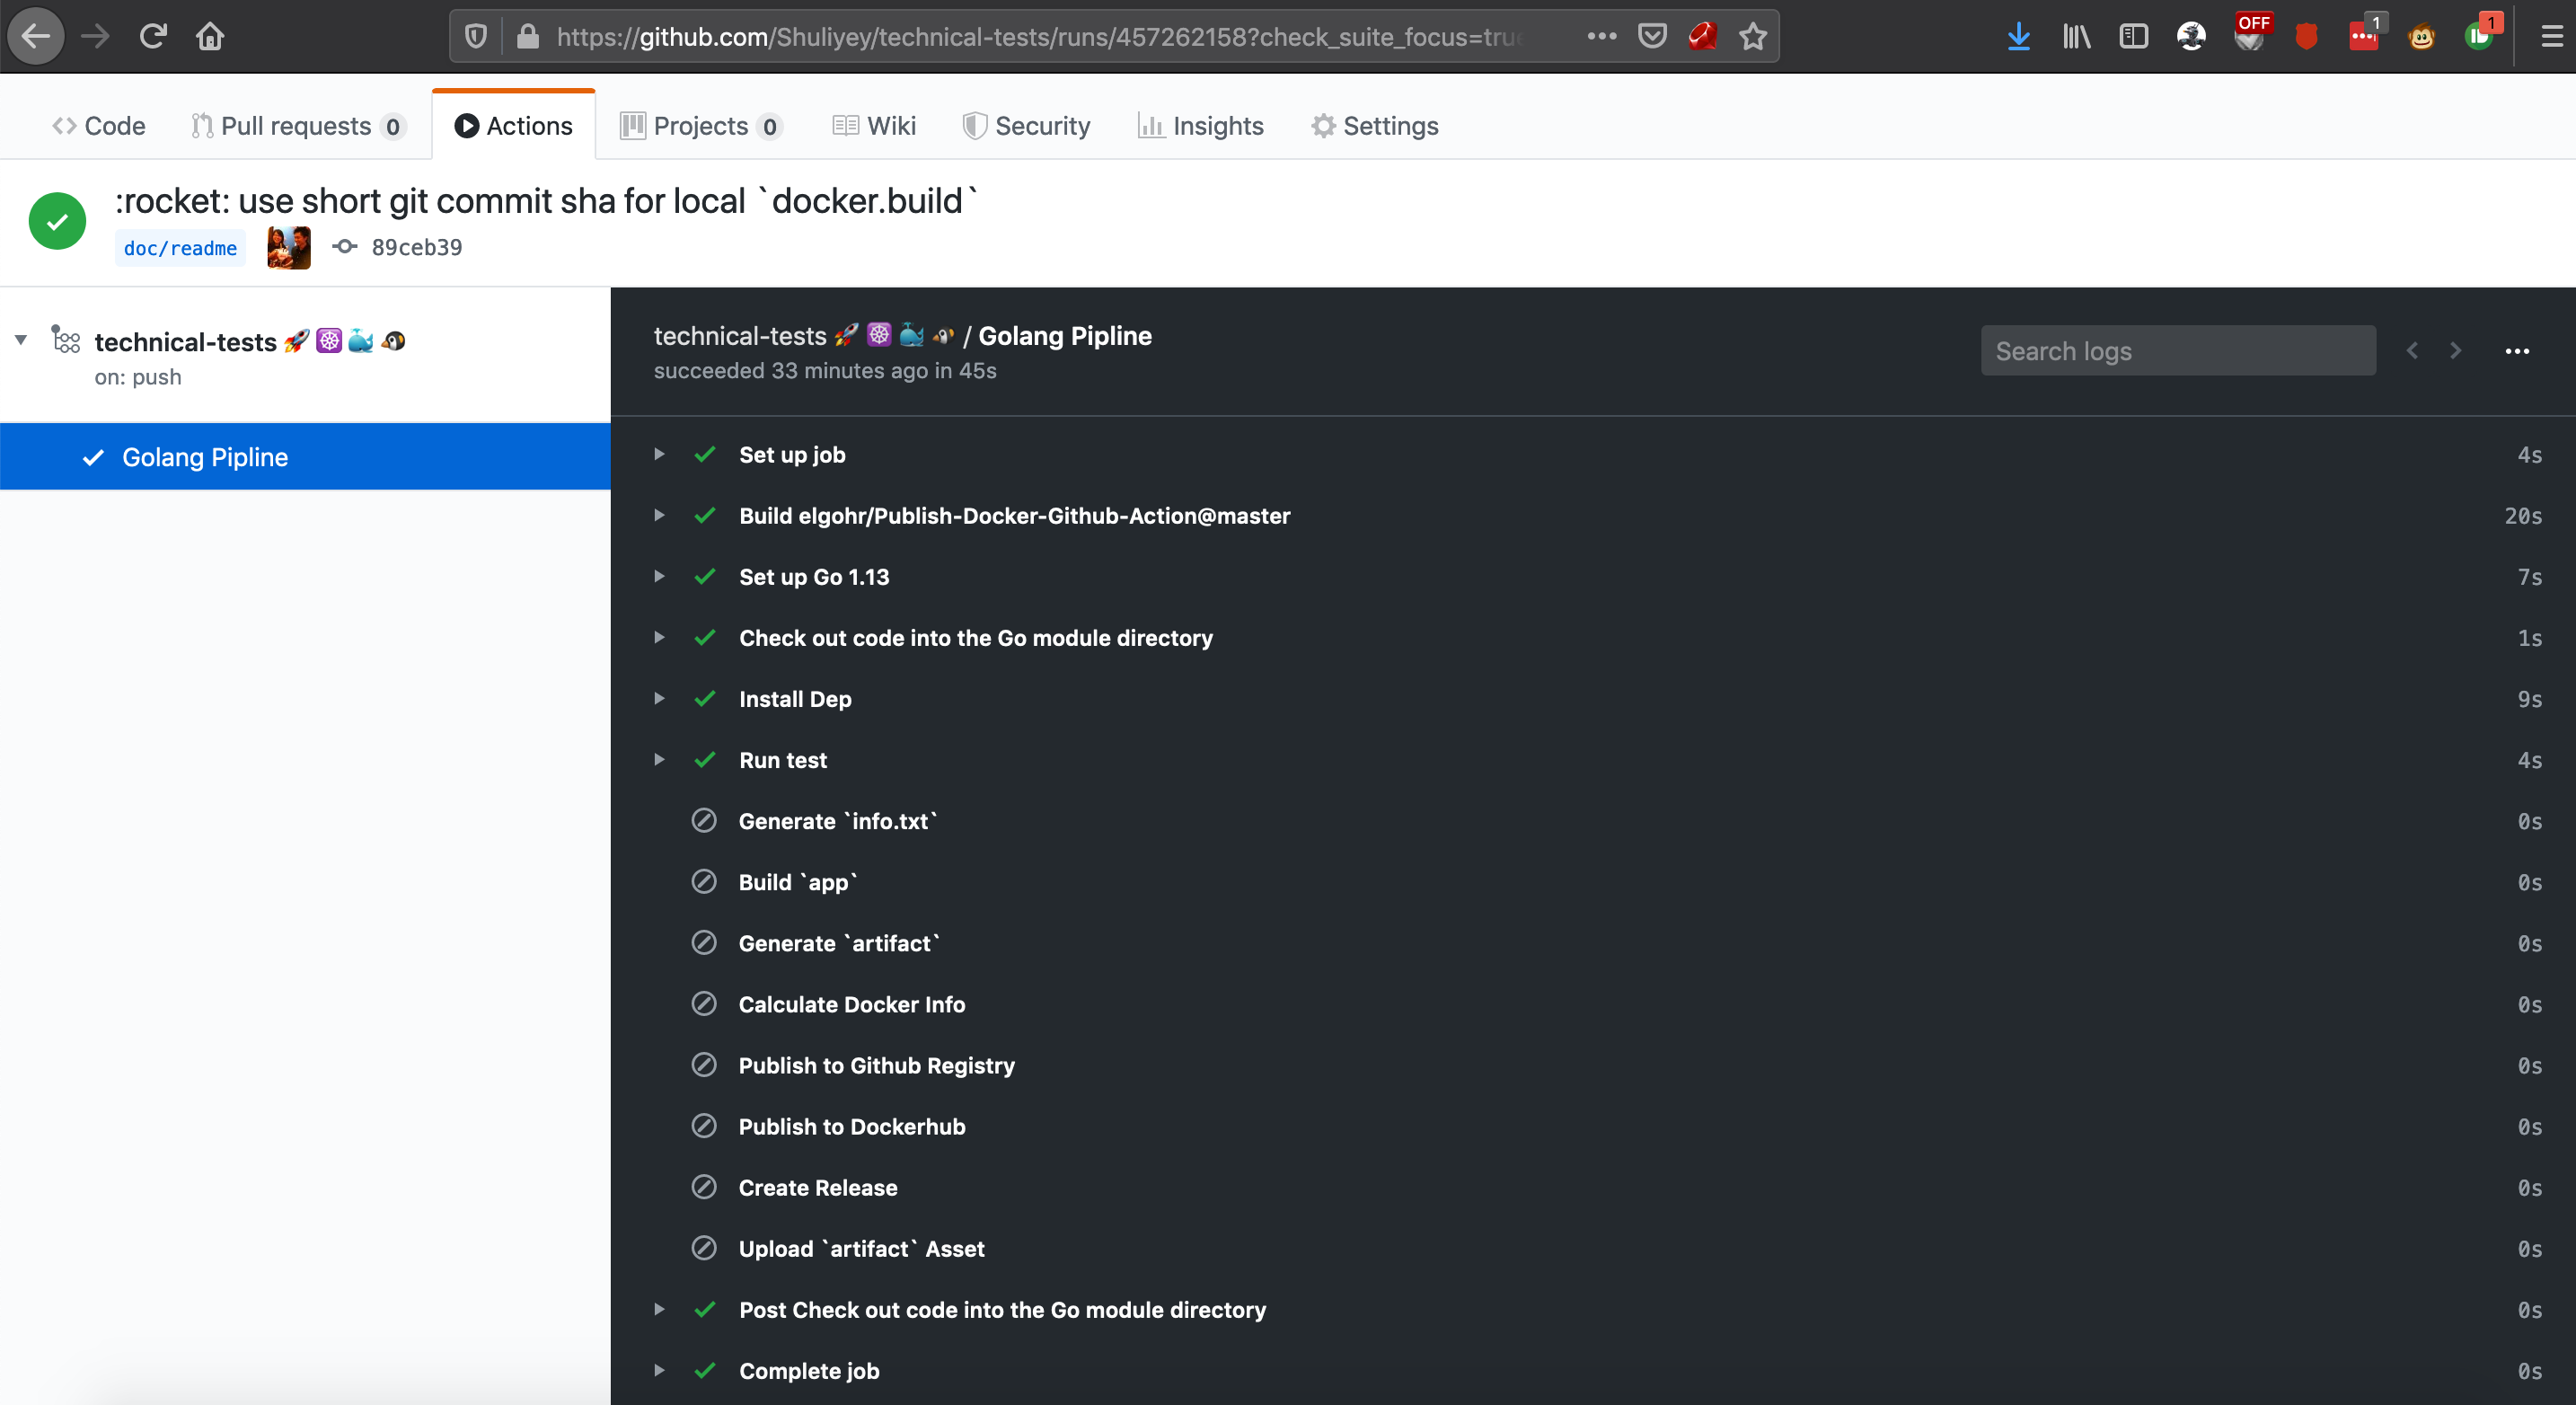 https://github.com/Shuliyey/technical-tests/runs/457262158?check_suite_focus=true
OFF
1
1
Code
Pull requests 0
Actions
Projects 0
Wiki
Security
Insights
Settings
:rocket: use short git commit sha for local `docker.build`
doc/readme
89ceb39
technical-tests 🚀☸️🐳🐧
on: push
Golang Pipline
technical-tests 🚀☸️🐳🐧 / Golang Pipline
succeeded 33 minutes ago in 45s
Search logs
Set up job 4s
Build elgohr/Publish-Docker-Github-Action@master 20s
Set up Go 1.13 7s
Check out code into the Go module directory 1s
Install Dep 9s
Run test 4s
Generate `info.txt` 0s
Build `app` 0s
Generate `artifact` 0s
Calculate Docker Info 0s
Publish to Github Registry 0s
Publish to Dockerhub 0s
Create Release 0s
Upload `artifact` Asset 0s
Post Check out code into the Go module directory 0s
Complete job 0s